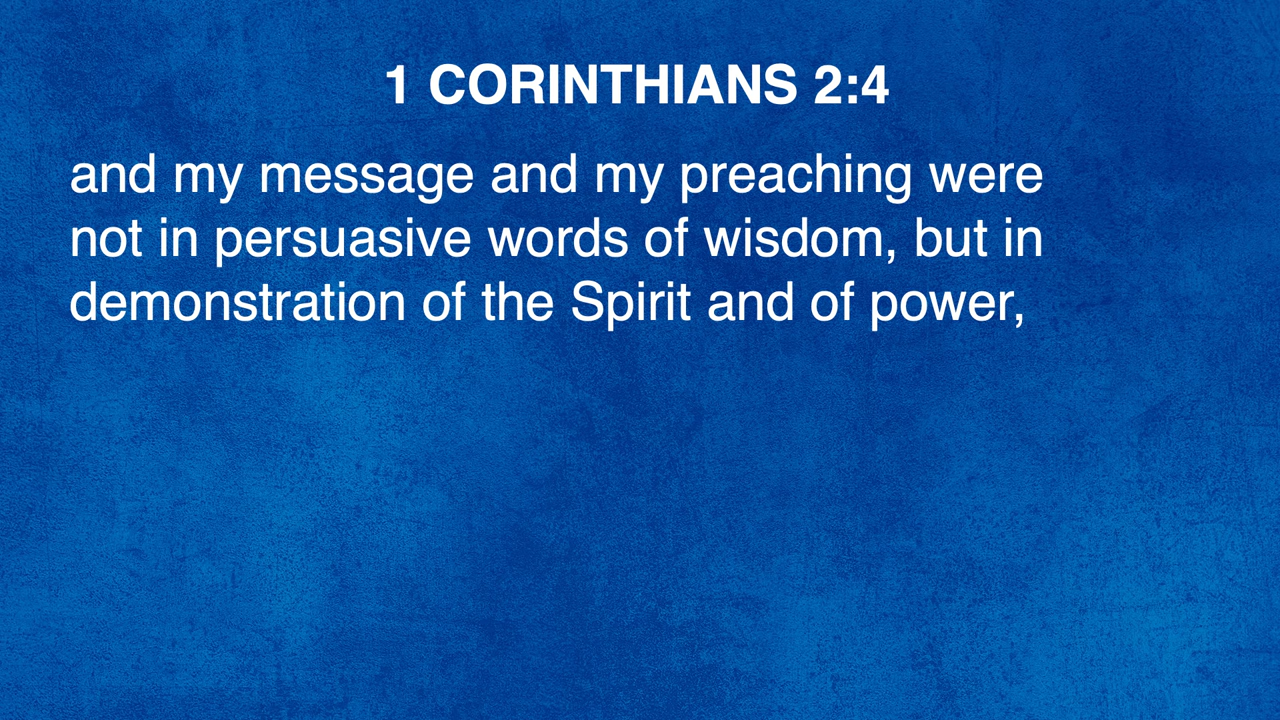 1 CORINTHIANS 2:4
and my message and my preaching were
not in persuasive words of wisdom, but in
demonstration of the Spirit and of power,